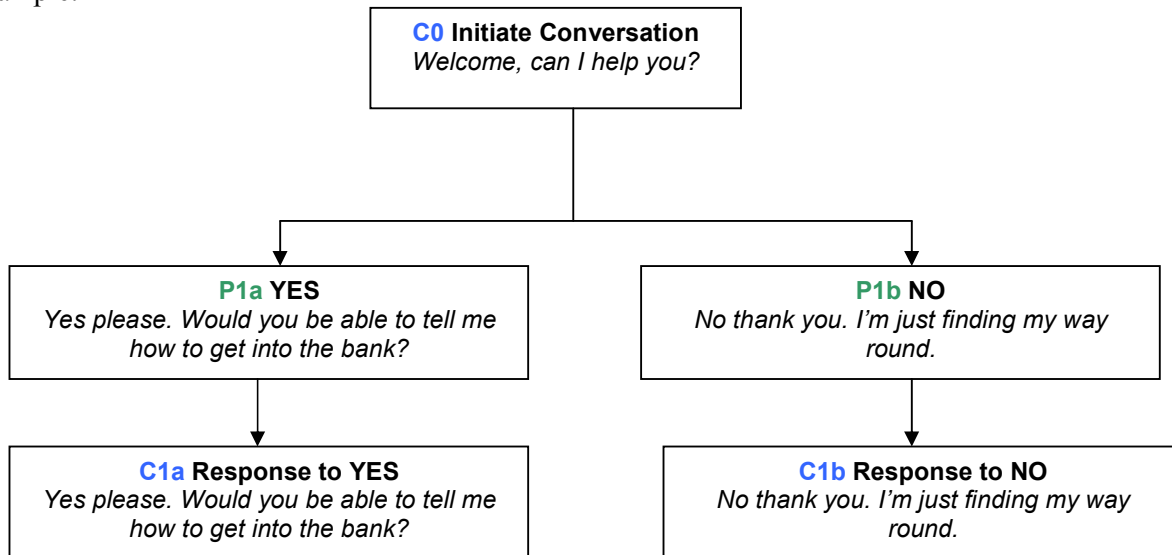 C0 Initiate Conversation
Welcome, can I help you?
P1a YES
Yes please. Would you be able to tell me
how to get into the bank?
P1b NO
No thank you. I'm just finding my way
round.
C1a Response to YES
Yes please. Would you be able to tell me
how to get into the bank?
C1b Response to NO
No thank you. I'm just finding my way
round.